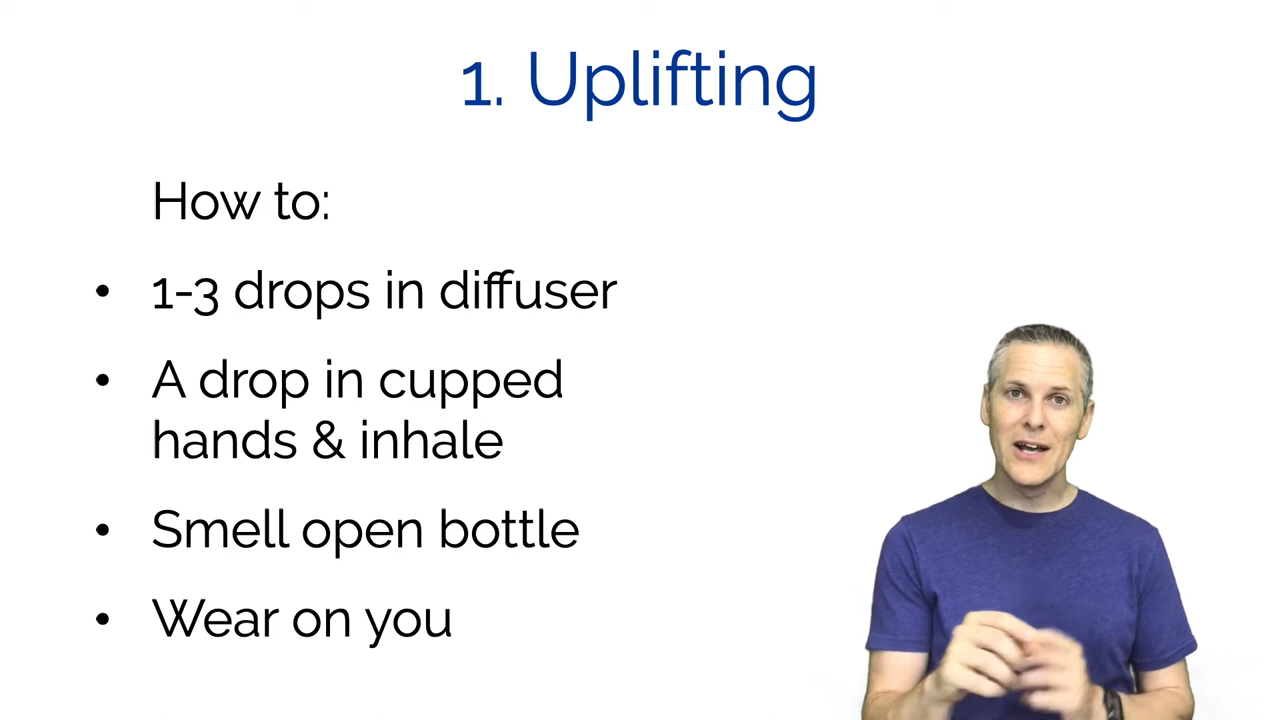 1. Uplifting
How to:
• 1-3 drops in diffuser
• A drop in cupped
hands & inhale
• Smell open bottle
• Wear on you